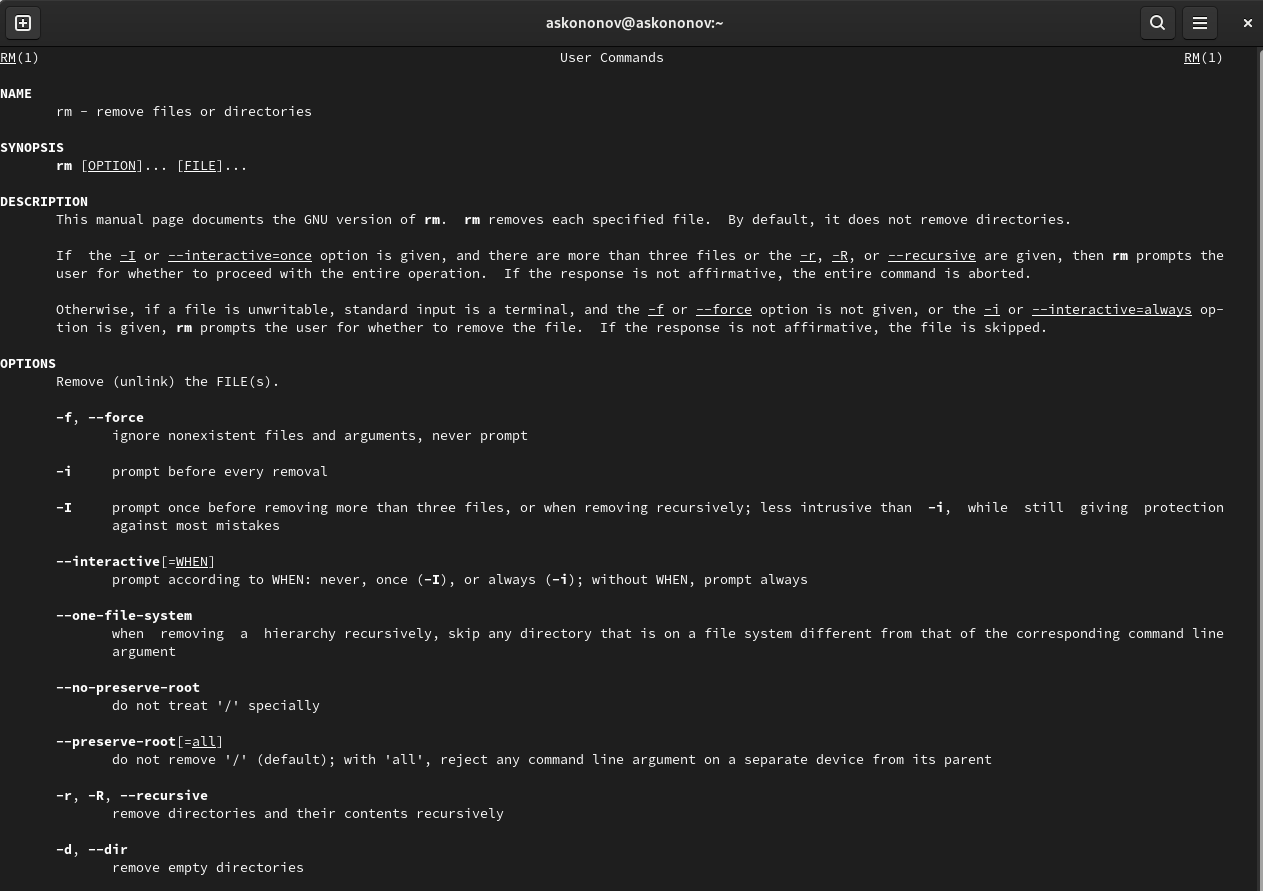 askononov@askononov:~
RM(1) User Commands RM(1)
NAME
rm - remove files or directories
SYNOPSIS
rm [OPTION]... [FILE]...
DESCRIPTION
This manual page documents the GNU version of rm.  rm removes each specified file.  By default, it does not remove directories.
If  the -I or --interactive=once option is given, and there are more than three files or the -r, -R, or --recursive are given, then rm prompts the
user for whether to proceed with the entire operation.  If the response is not affirmative, the entire command is aborted.
Otherwise, if a file is unwritable, standard input is a terminal, and the -f or --force option is not given, or the -i or --interactive=always op-
tion is given, rm prompts the user for whether to remove the file.  If the response is not affirmative, the file is skipped.
OPTIONS
Remove (unlink) the FILE(s).
-f, --force
ignore nonexistent files and arguments, never prompt
-i prompt before every removal
-I prompt once before removing more than three files, or when removing recursively; less intrusive than  -i,  while  still  giving  protection
against most mistakes
--interactive[=WHEN]
prompt according to WHEN: never, once (-I), or always (-i); without WHEN, prompt always
--one-file-system
when  removing  a  hierarchy recursively, skip any directory that is on a file system different from that of the corresponding command line
argument
--no-preserve-root
do not treat '/' specially
--preserve-root[=all]
do not remove '/' (default); with 'all', reject any command line argument on a separate device from its parent
-r, -R, --recursive
remove directories and their contents recursively
-d, --dir
remove empty directories